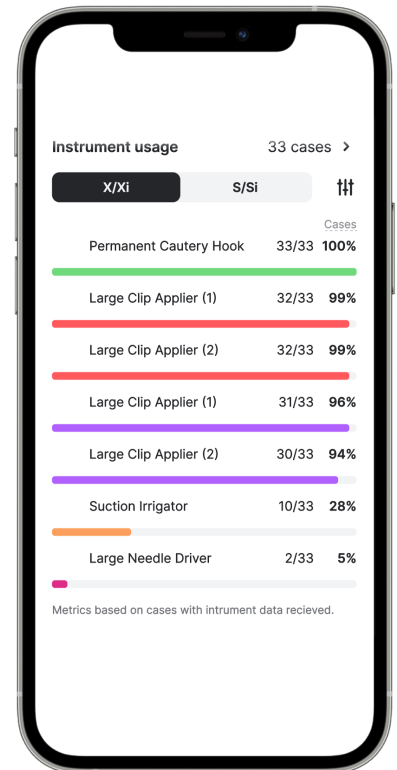 Instrument usage 33 cases >
X/Xi S/Si
Cases
Permanent Cautery Hook 33/33 100%
Large Clip Applier (1) 32/33 99%
Large Clip Applier (2) 32/33 99%
Large Clip Applier (1) 31/33 96%
Large Clip Applier (2) 30/33 94%
Suction Irrigator 10/33 28%
Large Needle Driver 2/33 5%
Metrics based on cases with intrument data recieved.